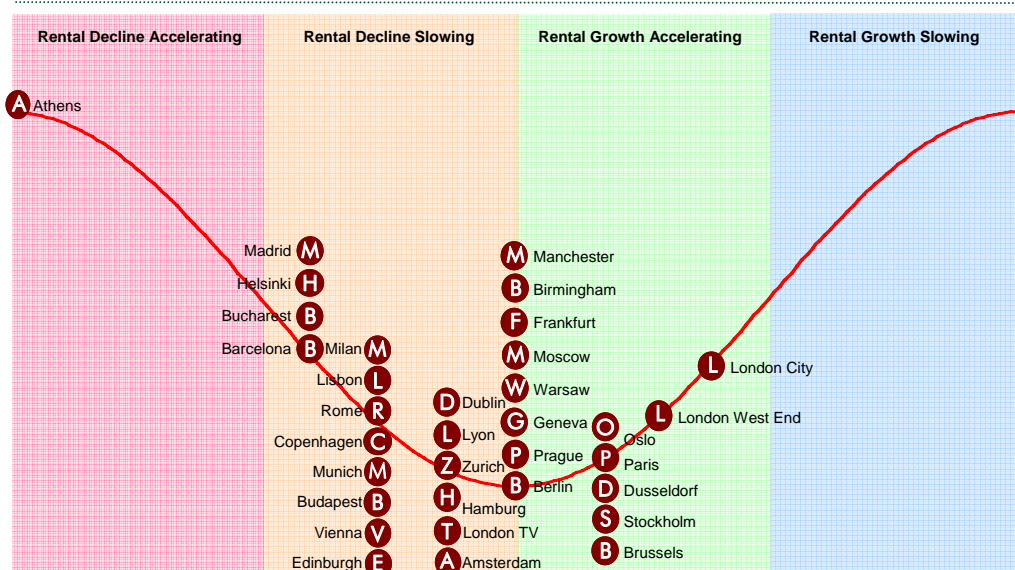 Rental Decline Accelerating
Rental Decline Slowing
Rental Growth Accelerating
Rental Growth Slowing
A Athens
Madrid M
Helsinki H
Bucharest B
Barcelona B
Milan M
Lisbon L
Rome R
Copenhagen C
Munich M
Budapest B
Vienna V
Edinburgh E
D Dublin
L Lyon
Z Zurich
H Hamburg
T London TV
A Amsterdam
M Manchester
B Birmingham
F Frankfurt
M Moscow
W Warsaw
G Geneva
P Prague
B Berlin
O Oslo
P Paris
D Dusseldorf
S Stockholm
B Brussels
L London West End
L London City